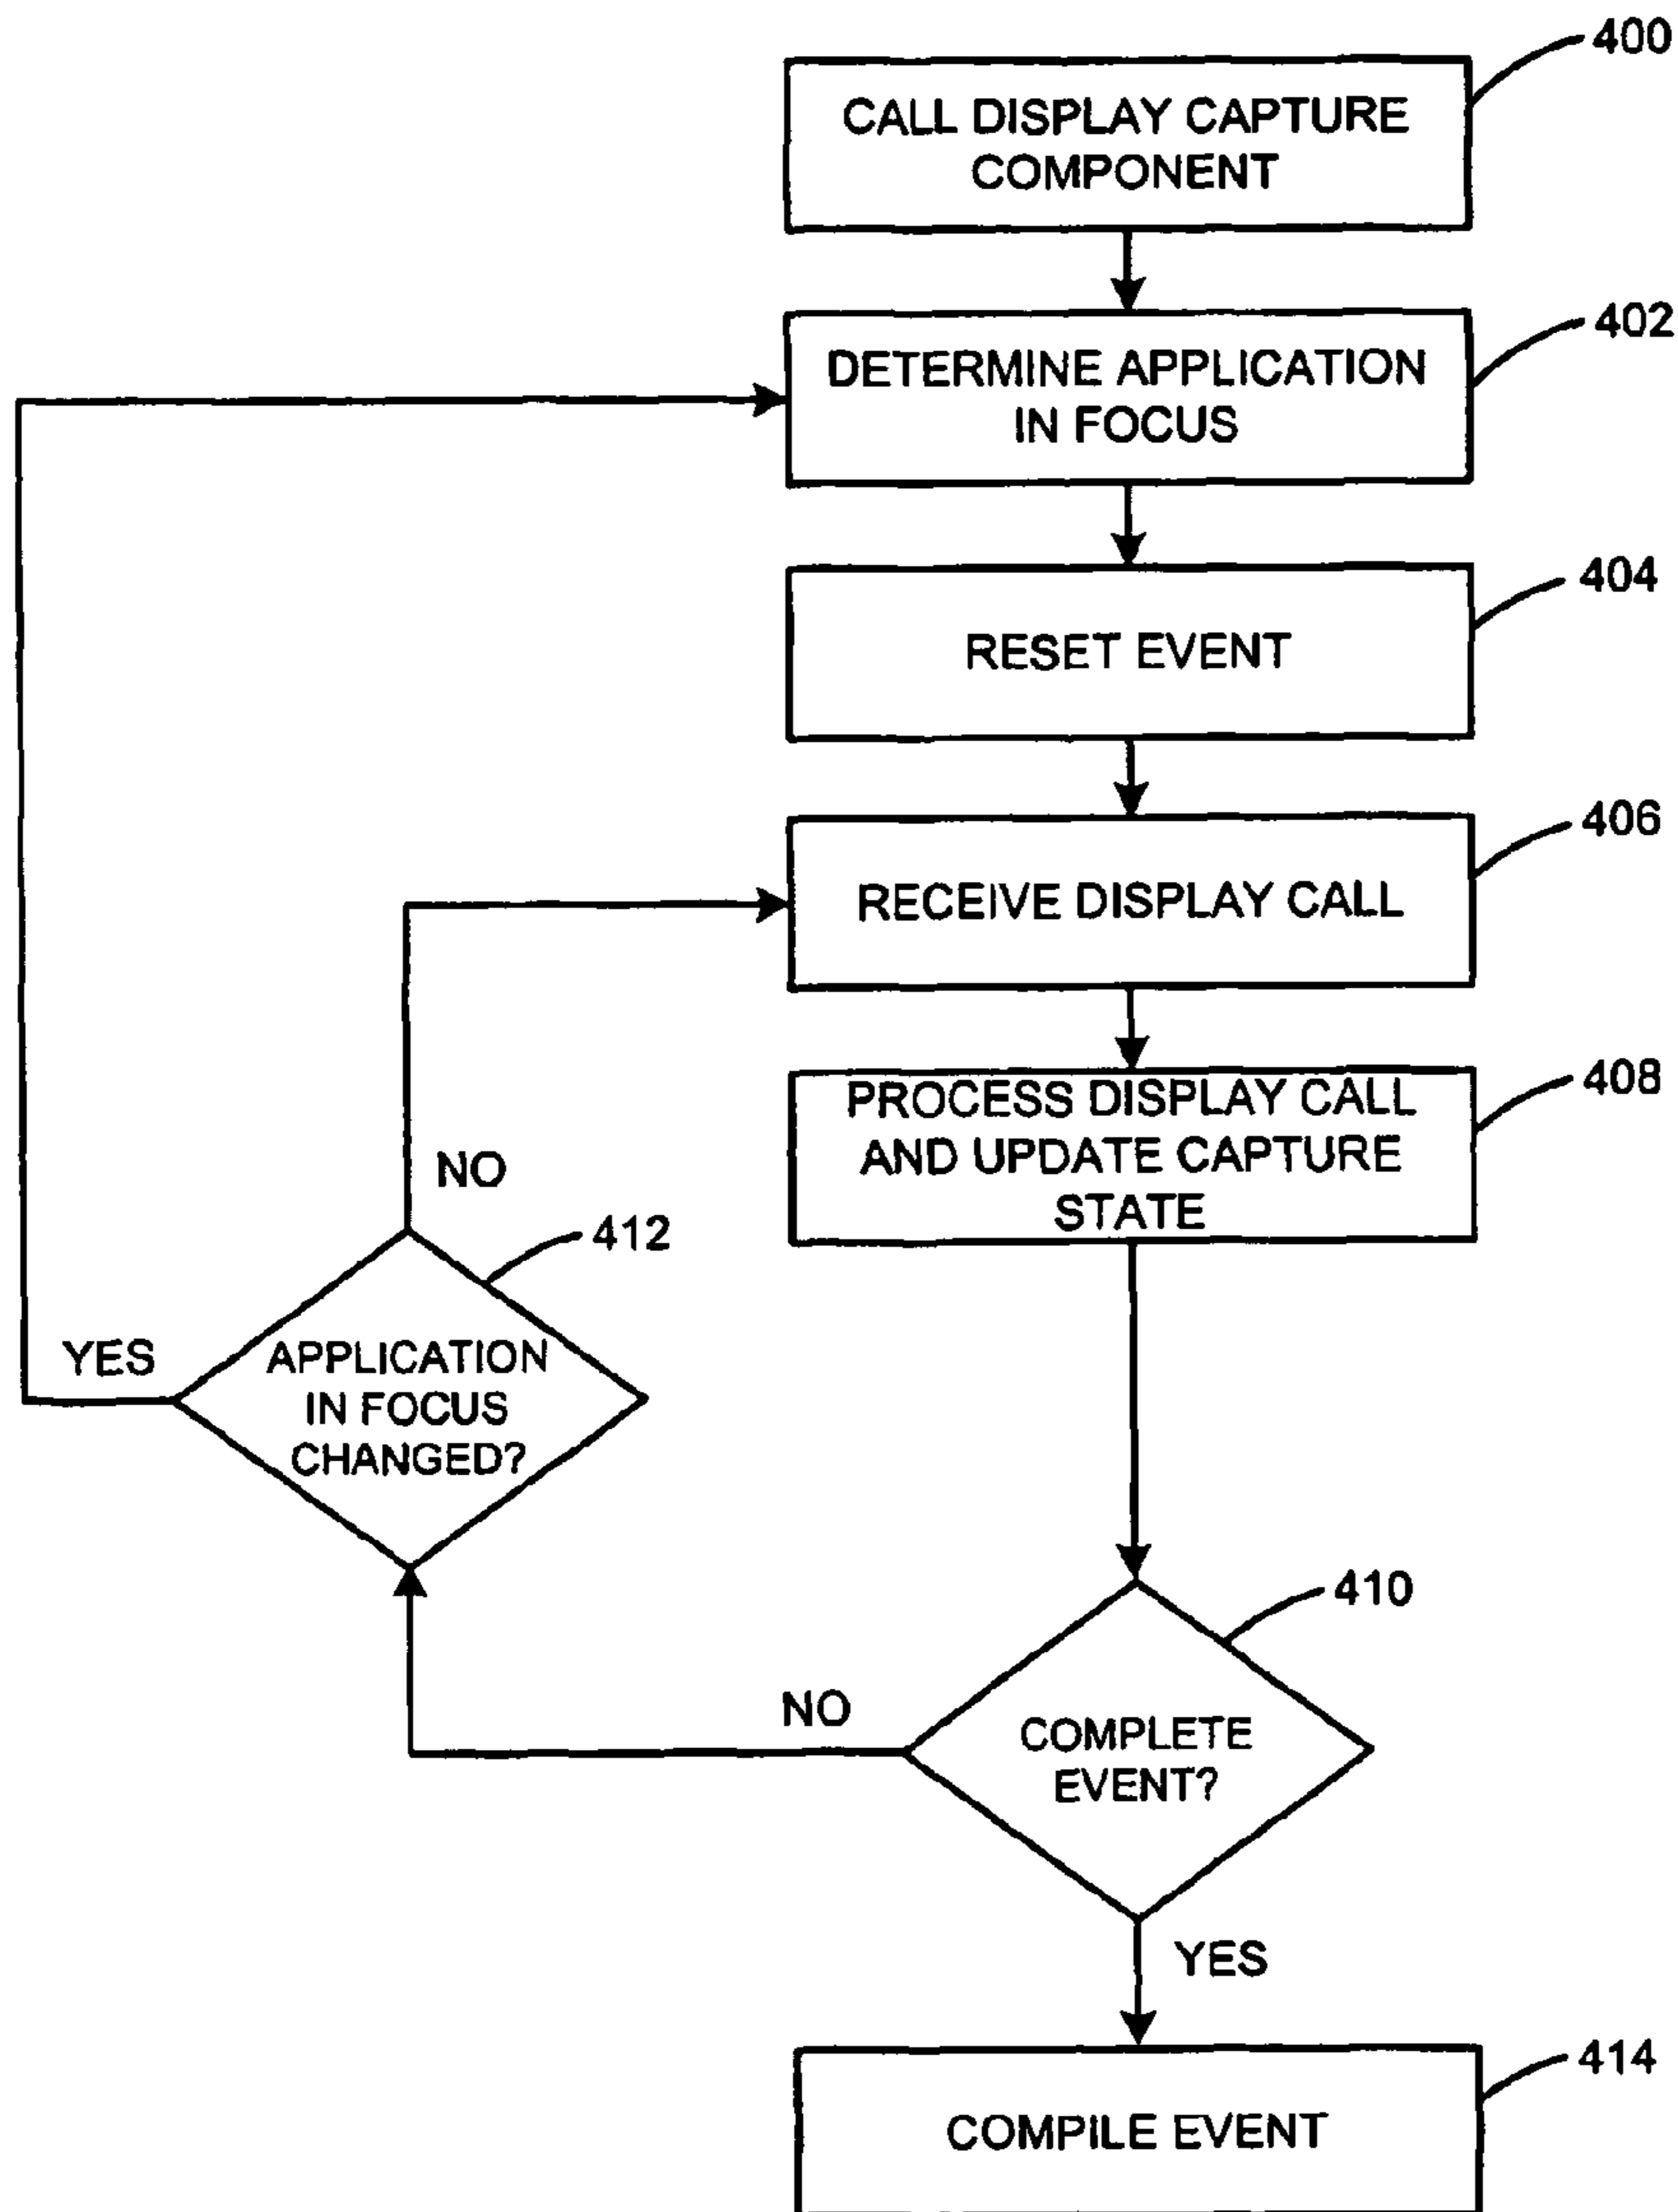 400
CALL DISPLAY CAPTURE
COMPONENT
402
DETERMINE APPLICATION
IN FOCUS
404
RESET EVENT
406
RECEIVE DISPLAY CALL
408
PROCESS DISPLAY CALL
AND UPDATE CAPTURE
STATE
NO
412
YES
APPLICATION
IN FOCUS
CHANGED?
410
NO
COMPLETE
EVENT?
YES
414
COMPILE EVENT